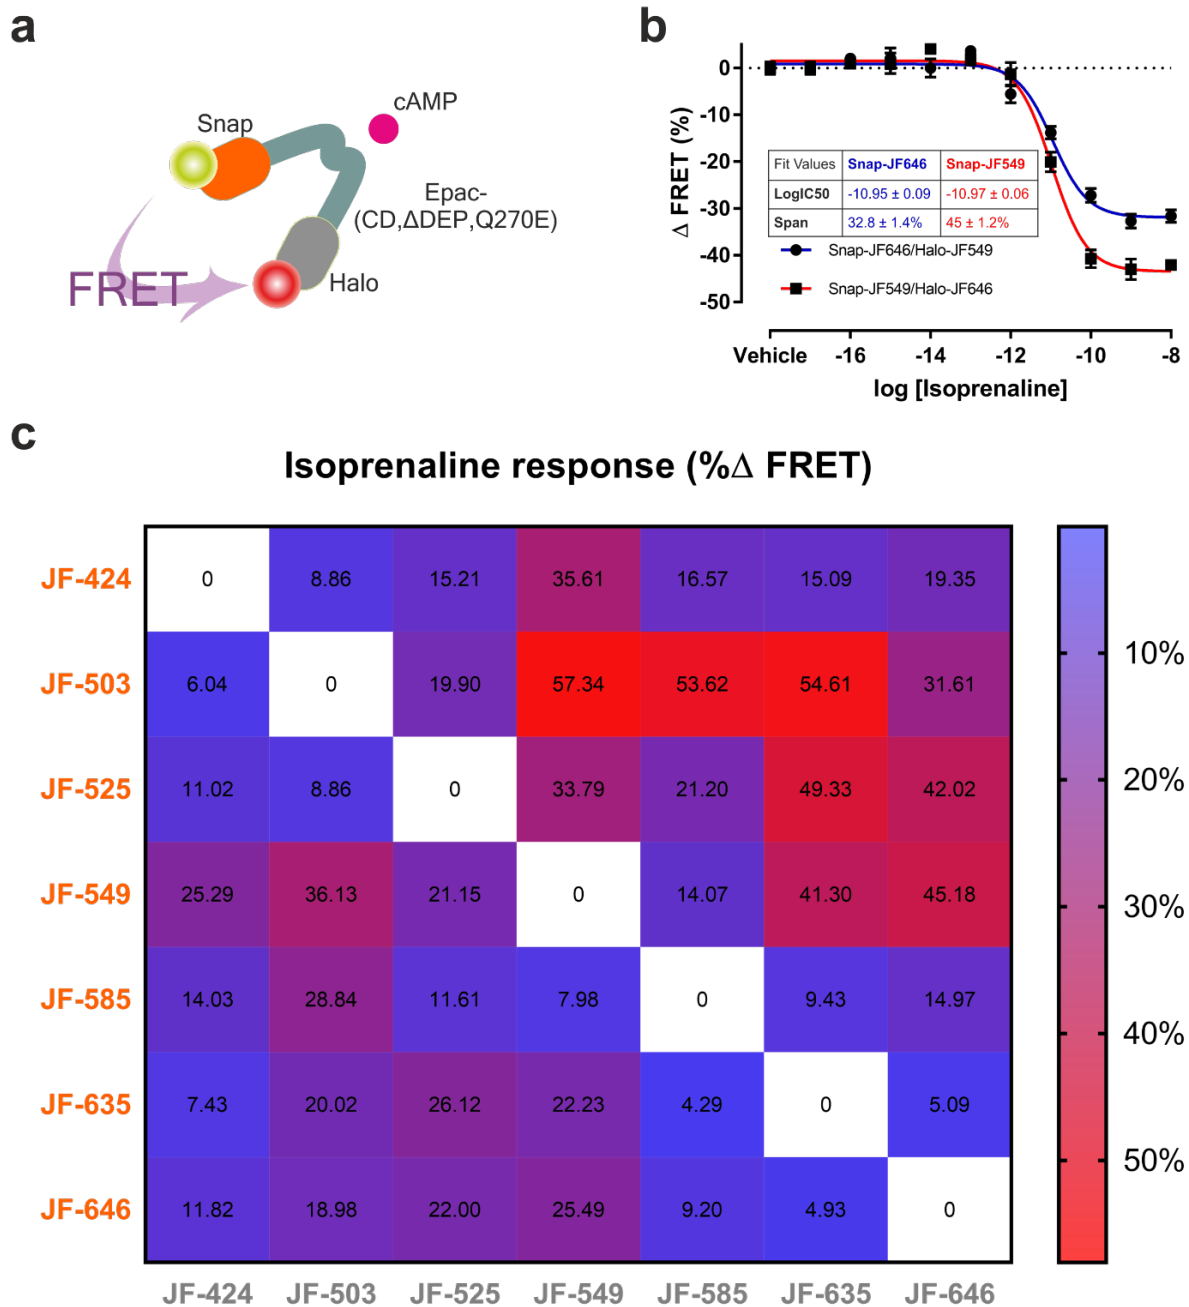 a
Snap
cAMP
Epac-
(CD,ΔDEP,Q270E)
FRET
Halo
b
Δ FRET (%)
0
-10
-20
-30
-40
-50
Fit Values Snap-JF646 Snap-JF549
LogIC50 -10.95 ± 0.09 -10.97 ± 0.06
Span 32.8 ± 1.4% 45 ± 1.2%
Snap-JF646/Halo-JF549
Snap-JF549/Halo-JF646
Vehicle -16 -14 -12 -10 -8
log [Isoprenaline]
c
Isoprenaline response (%Δ FRET)
JF-424 0 8.86 15.21 35.61 16.57 15.09 19.35
JF-503 6.04 0 19.90 57.34 53.62 54.61 31.61
JF-525 11.02 8.86 0 33.79 21.20 49.33 42.02
JF-549 25.29 36.13 21.15 0 14.07 41.30 45.18
JF-585 14.03 28.84 11.61 7.98 0 9.43 14.97
JF-635 7.43 20.02 26.12 22.23 4.29 0 5.09
JF-646 11.82 18.98 22.00 25.49 9.20 4.93 0
JF-424 JF-503 JF-525 JF-549 JF-585 JF-635 JF-646
10%
20%
30%
40%
50%